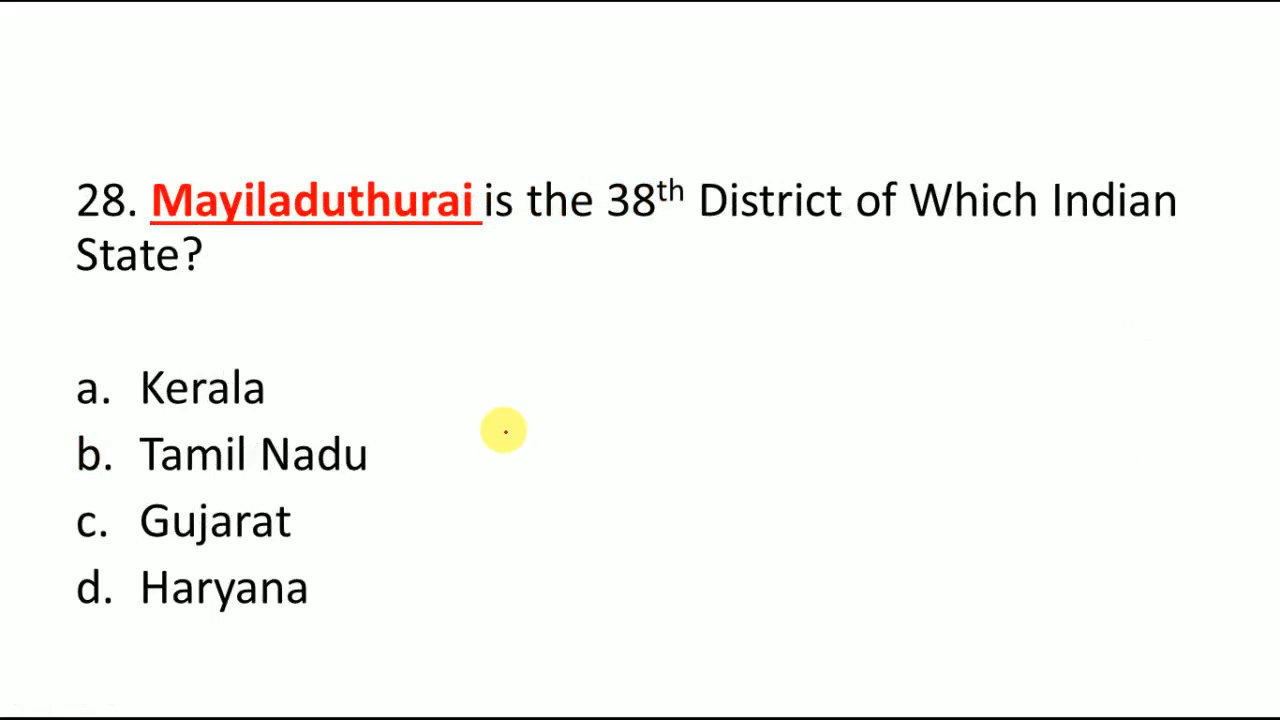 28. Mayiladuthurai is the 38th District of Which Indian
State?
a. Kerala
b. Tamil Nadu
c. Gujarat
d. Haryana